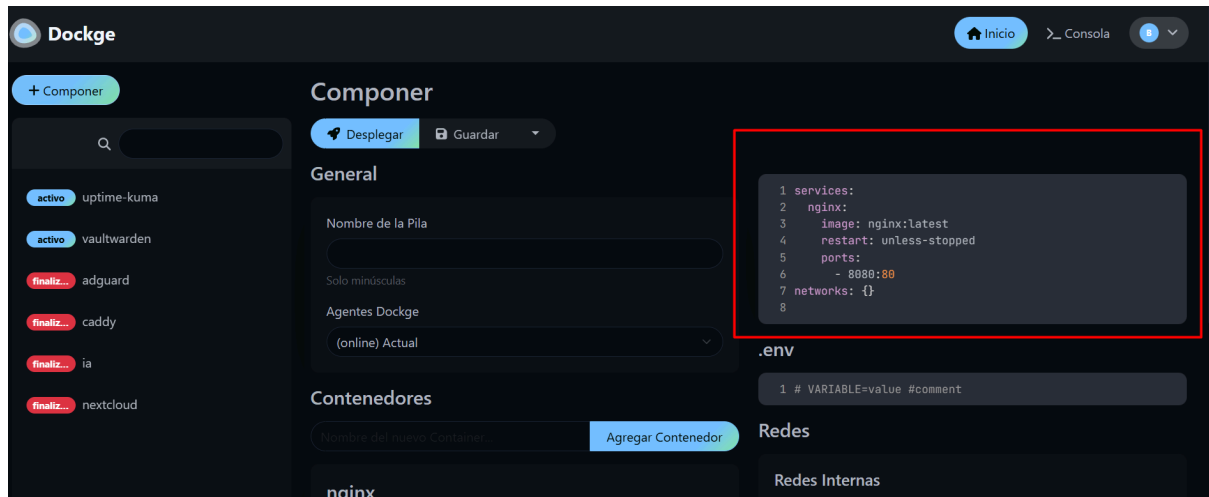 Dockge
Inicio
Consola
B
+ Componer
activo uptime-kuma
activo vaultwarden
finaliz... adguard
finaliz... caddy
finaliz... ia
finaliz... nextcloud
Componer
Desplegar
Guardar
General
Nombre de la Pila
Solo minúsculas
Agentes Dockge
(online) Actual
Contenedores
Nombre del nuevo Container...
Agregar Contenedor
nginx
1 services:
2   nginx:
3     image: nginx:latest
4     restart: unless-stopped
5     ports:
6       - 8080:80
7 networks: {}
8
.env
1 # VARIABLE=value #comment
Redes
Redes Internas